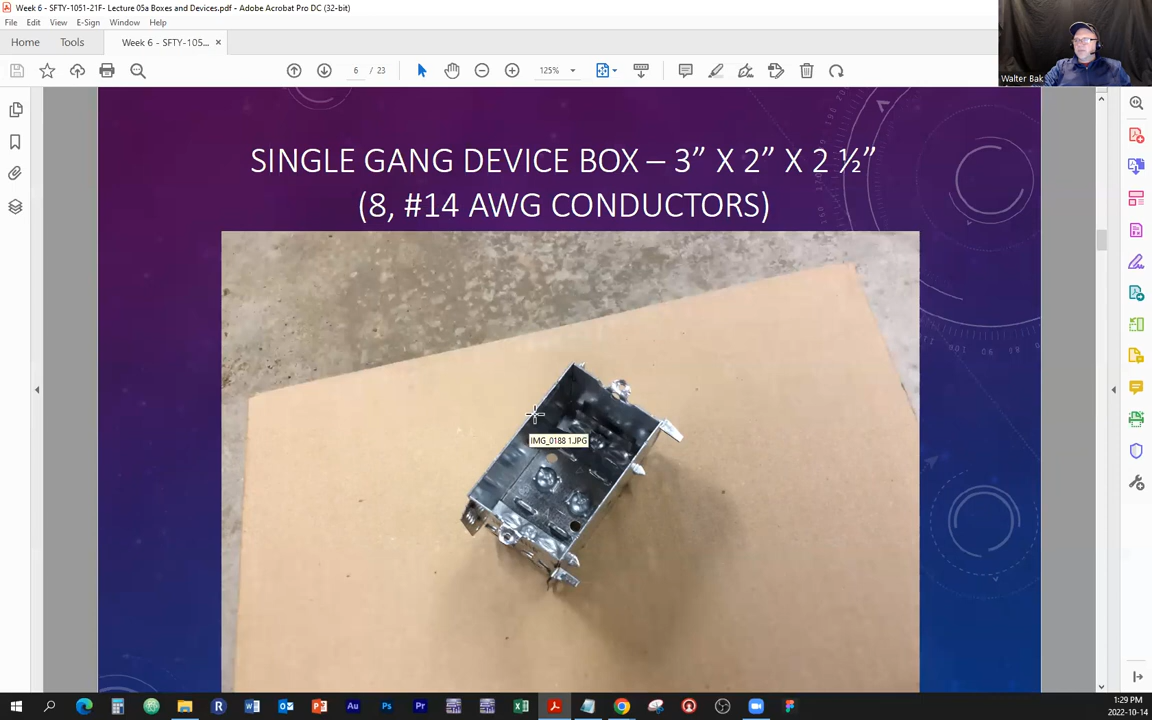 Week 6 - SFTY-1051-21F- Lecture 05a Boxes and Devices.pdf - Adobe Acrobat Pro DC (32-bit)
File Edit View E-Sign Window Help
Home Tools Week 6 - SFTY-105... ×
6 / 23 125%
Walter Bak
SINGLE GANG DEVICE BOX – 3” X 2” X 2 ½”
(8, #14 AWG CONDUCTORS)
IMG_0188 1.JPG
1:29 PM
2022-10-14